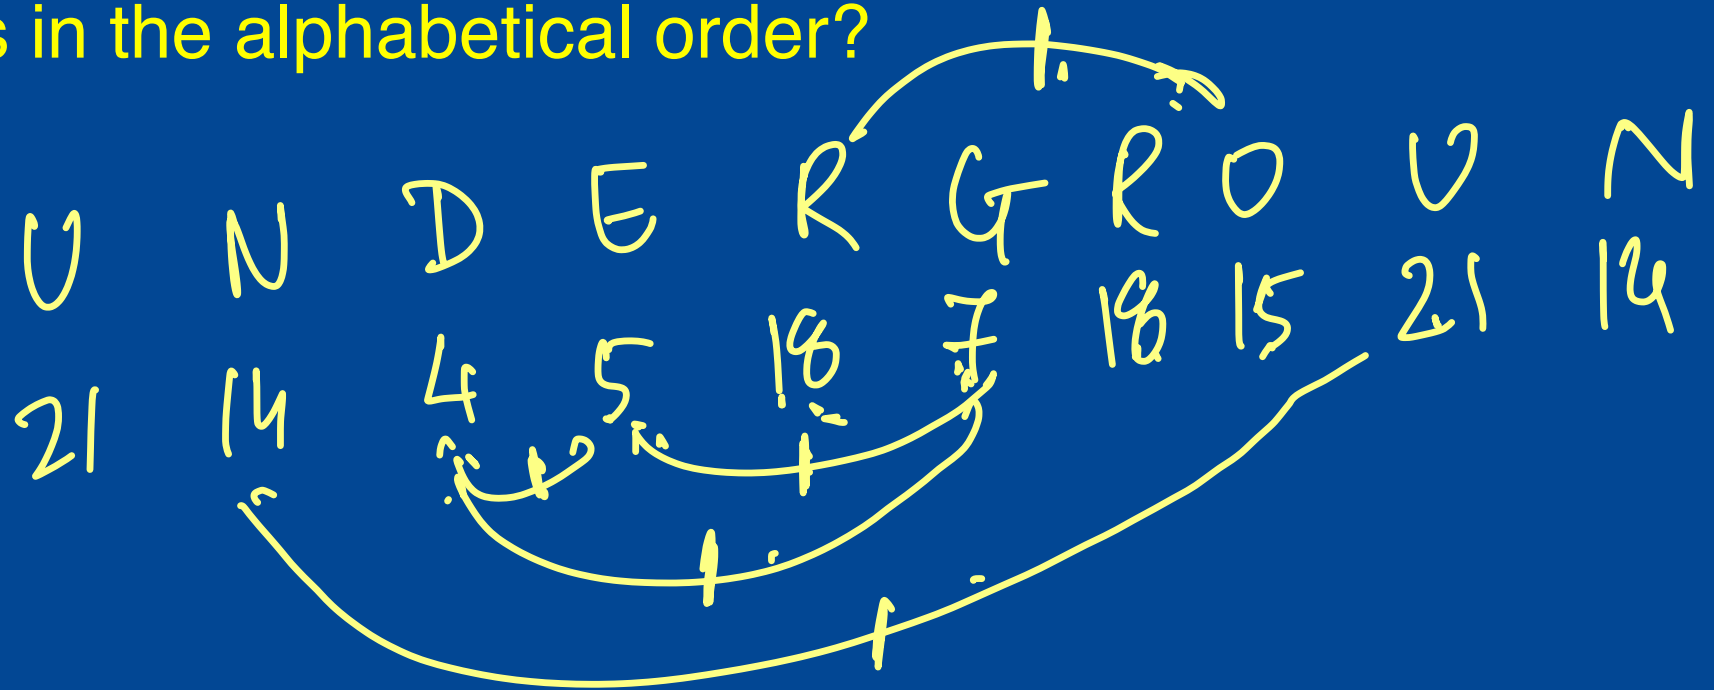 s in the alphabetical order?
U N D E R G R O U N
21 14 4 5 18 7 18 15 21 14